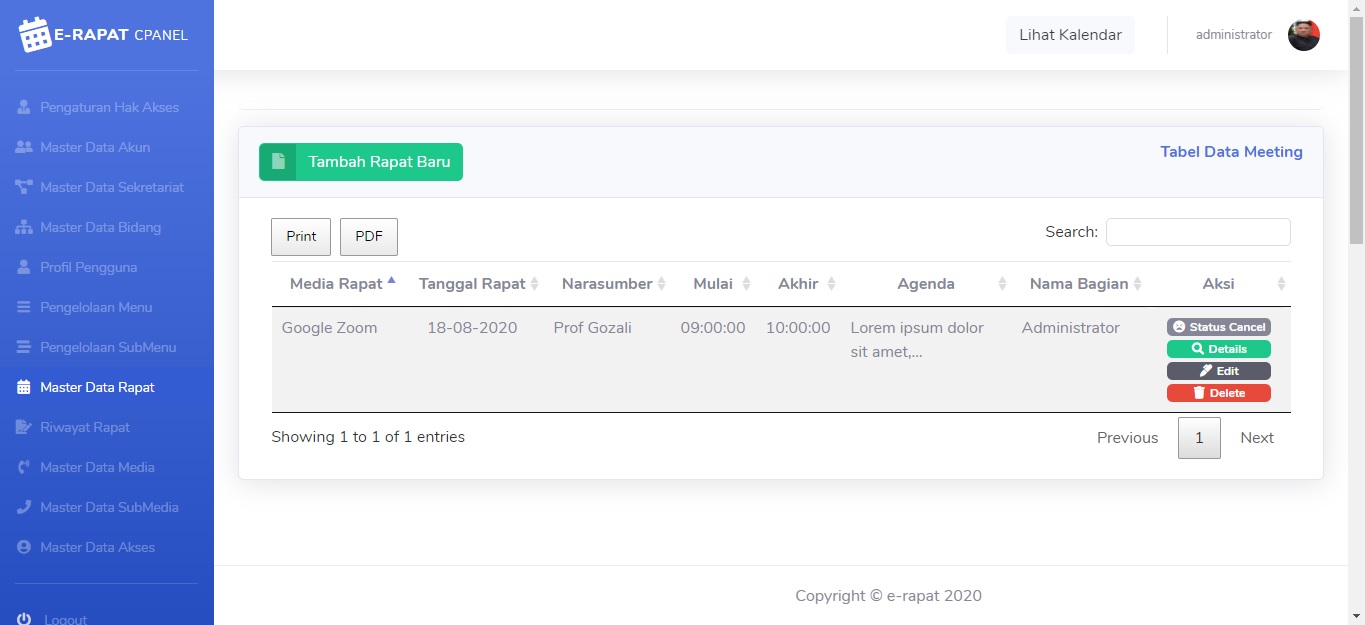 E-RAPAT CPANEL
Lihat Kalendar
administrator
Pengaturan Hak Akses
Master Data Akun
Master Data Sekretariat
Master Data Bidang
Profil Pengguna
Pengelolaan Menu
Pengelolaan SubMenu
Master Data Rapat
Riwayat Rapat
Master Data Media
Master Data SubMedia
Master Data Akses
Logout
Tambah Rapat Baru
Tabel Data Meeting
Print PDF
Search:
Media Rapat Tanggal Rapat Narasumber Mulai Akhir Agenda Nama Bagian Aksi
Google Zoom 18-08-2020 Prof Gozali 09:00:00 10:00:00 Lorem ipsum dolor Administrator Status Cancel
sit amet,... Details
Edit
Delete
Showing 1 to 1 of 1 entries
Previous 1 Next
Copyright © e-rapat 2020